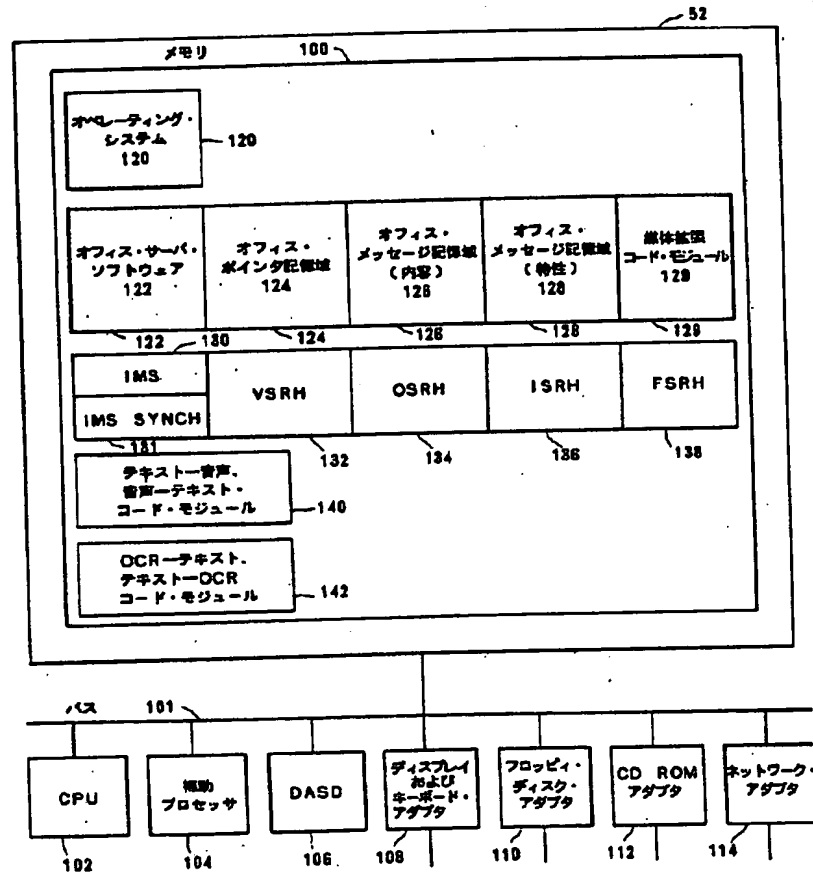 52
メモリ 100
オペレーティング・
システム
120
120
オフィス・サーバ・
ソフトウェア
122
オフィス・
ポインタ記憶域
124
オフィス・
メッセージ記憶域
(内容)
126
オフィス・
メッセージ記憶域
(特性)
128
媒体拡張
コード・モジュール
129
122
130
124
126
128
129
IMS
IMS SYNCH
VSRH
OSRH
ISRH
FSRH
131
132
134
136
138
テキスト—音声、
音声—テキスト・
コード・モジュール
140
OCR—テキスト、
テキスト—OCR
コード・モジュール
142
バス 101
CPU
補助
プロセッサ
DASD
ディスプレイ
および
キーボード・
アダプタ
フロッピィ・
ディスク・
アダプタ
CD ROM
アダプタ
ネットワーク・
アダプタ
102
104
106
108
110
112
114